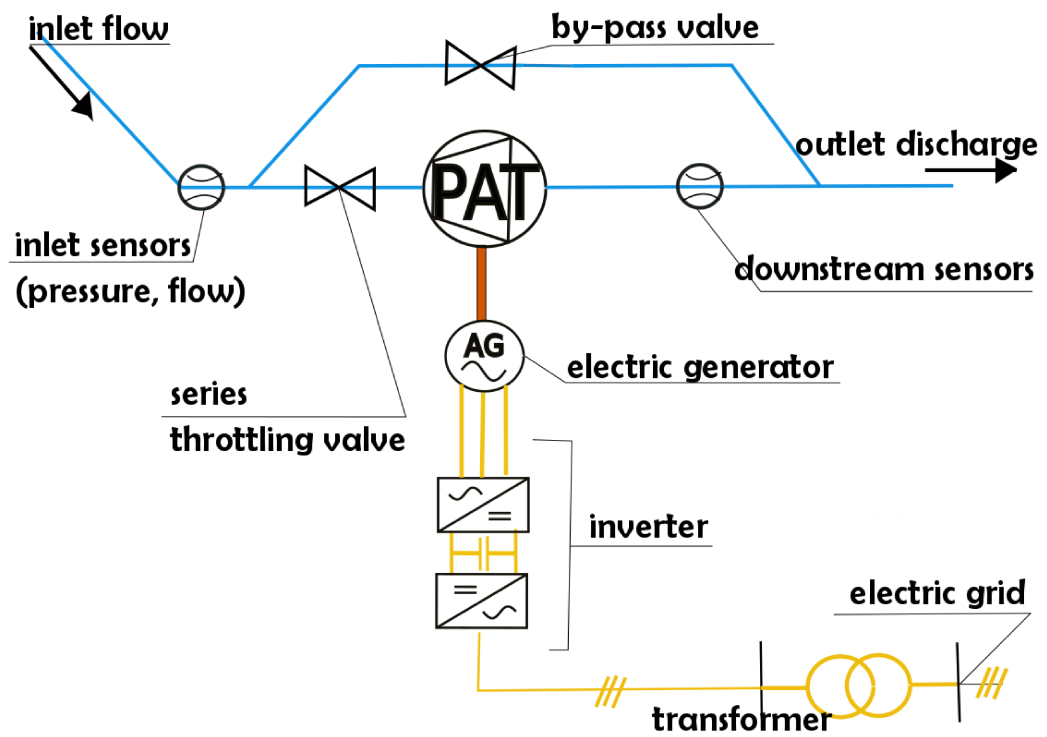 inlet flow
by-pass valve
outlet discharge
PAT
inlet sensors
(pressure, flow)
downstream sensors
AG
electric generator
series
throttling valve
inverter
electric grid
transformer